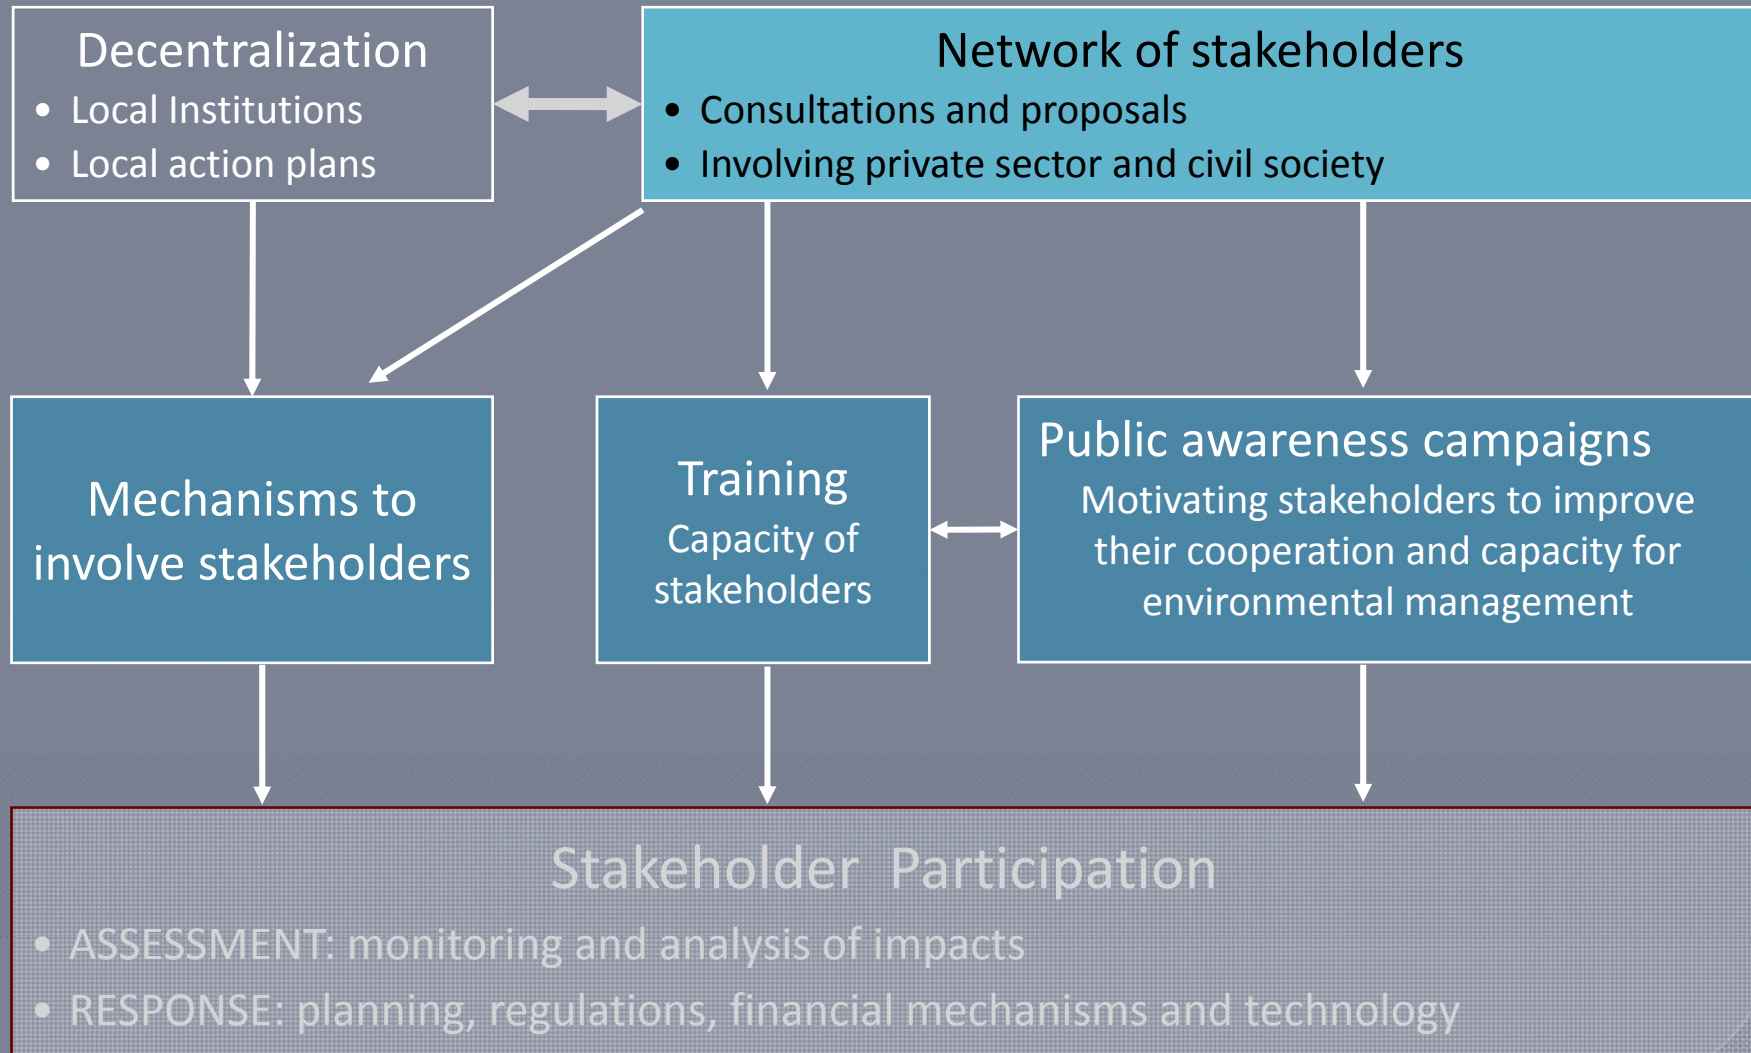 Decentralization
• Local Institutions
• Local action plans
Network of stakeholders
• Consultations and proposals
• Involving private sector and civil society
Mechanisms to
involve stakeholders
Training
Capacity of
stakeholders
Public awareness campaigns
Motivating stakeholders to improve
their cooperation and capacity for
environmental management
Stakeholder Participation
• ASSESSMENT: monitoring and analysis of impacts
• RESPONSE: planning, regulations, financial mechanisms and technology